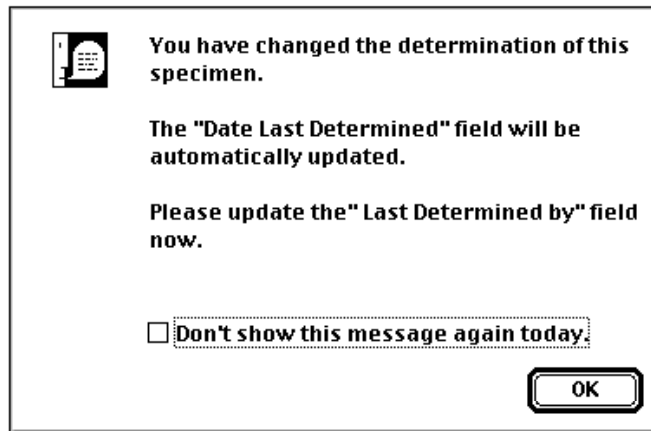 You have changed the determination of this
specimen.
The "Date Last Determined" field will be
automatically updated.
Please update the" Last Determined by" field
now.
Don't show this message again today.
OK